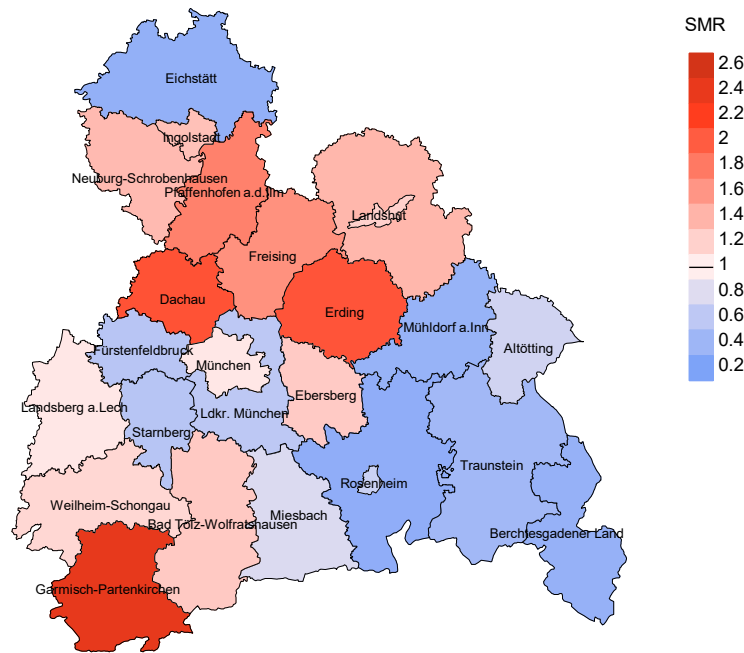 SMR
2.6
2.4
2.2
2
1.8
1.6
1.4
1.2
1
0.8
0.6
0.4
0.2
Eichstätt
Ingolstadt
Neuburg-Schrobenhausen
Pfaffenhofen a.d.Ilm
Landshut
Freising
Dachau
Erding
Mühldorf a.Inn
Altötting
Fürstenfeldbruck
München
Ebersberg
Landsberg a.Lech
Ldkr. München
Starnberg
Traunstein
Rosenheim
Weilheim-Schongau
Miesbach
Bad Tölz-Wolfratshausen
Berchtesgadener Land
Garmisch-Partenkirchen